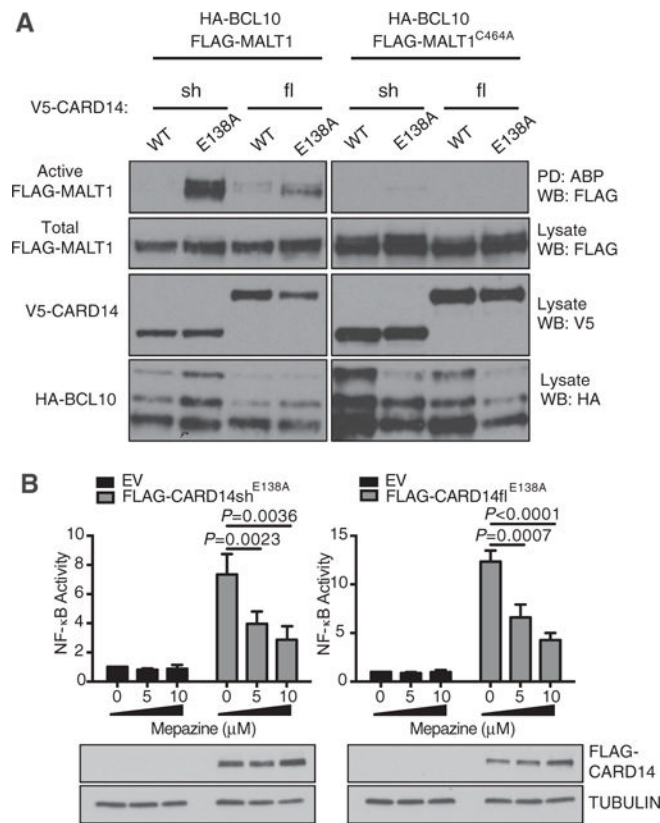 A
HA-BCL10
FLAG-MALT1
HA-BCL10
FLAG-MALT1C464A
V5-CARD14:
sh
fl
sh
fl
WT
E138A
WT
E138A
WT
E138A
WT
E138A
Active
FLAG-MALT1
PD: ABP
WB: FLAG
Total
FLAG-MALT1
Lysate
WB: FLAG
V5-CARD14
Lysate
WB: V5
HA-BCL10
Lysate
WB: HA
B
EV
FLAG-CARD14shE138A
P=0.0036
P=0.0023
NF-κB Activity
10
8
6
4
2
0
0 5 10 0 5 10
Mepazine (μM)
EV
FLAG-CARD14flE138A
P<0.0001
P=0.0007
NF-κB Activity
15
10
5
0
0 5 10 0 5 10
Mepazine (μM)
FLAG-
CARD14
TUBULIN